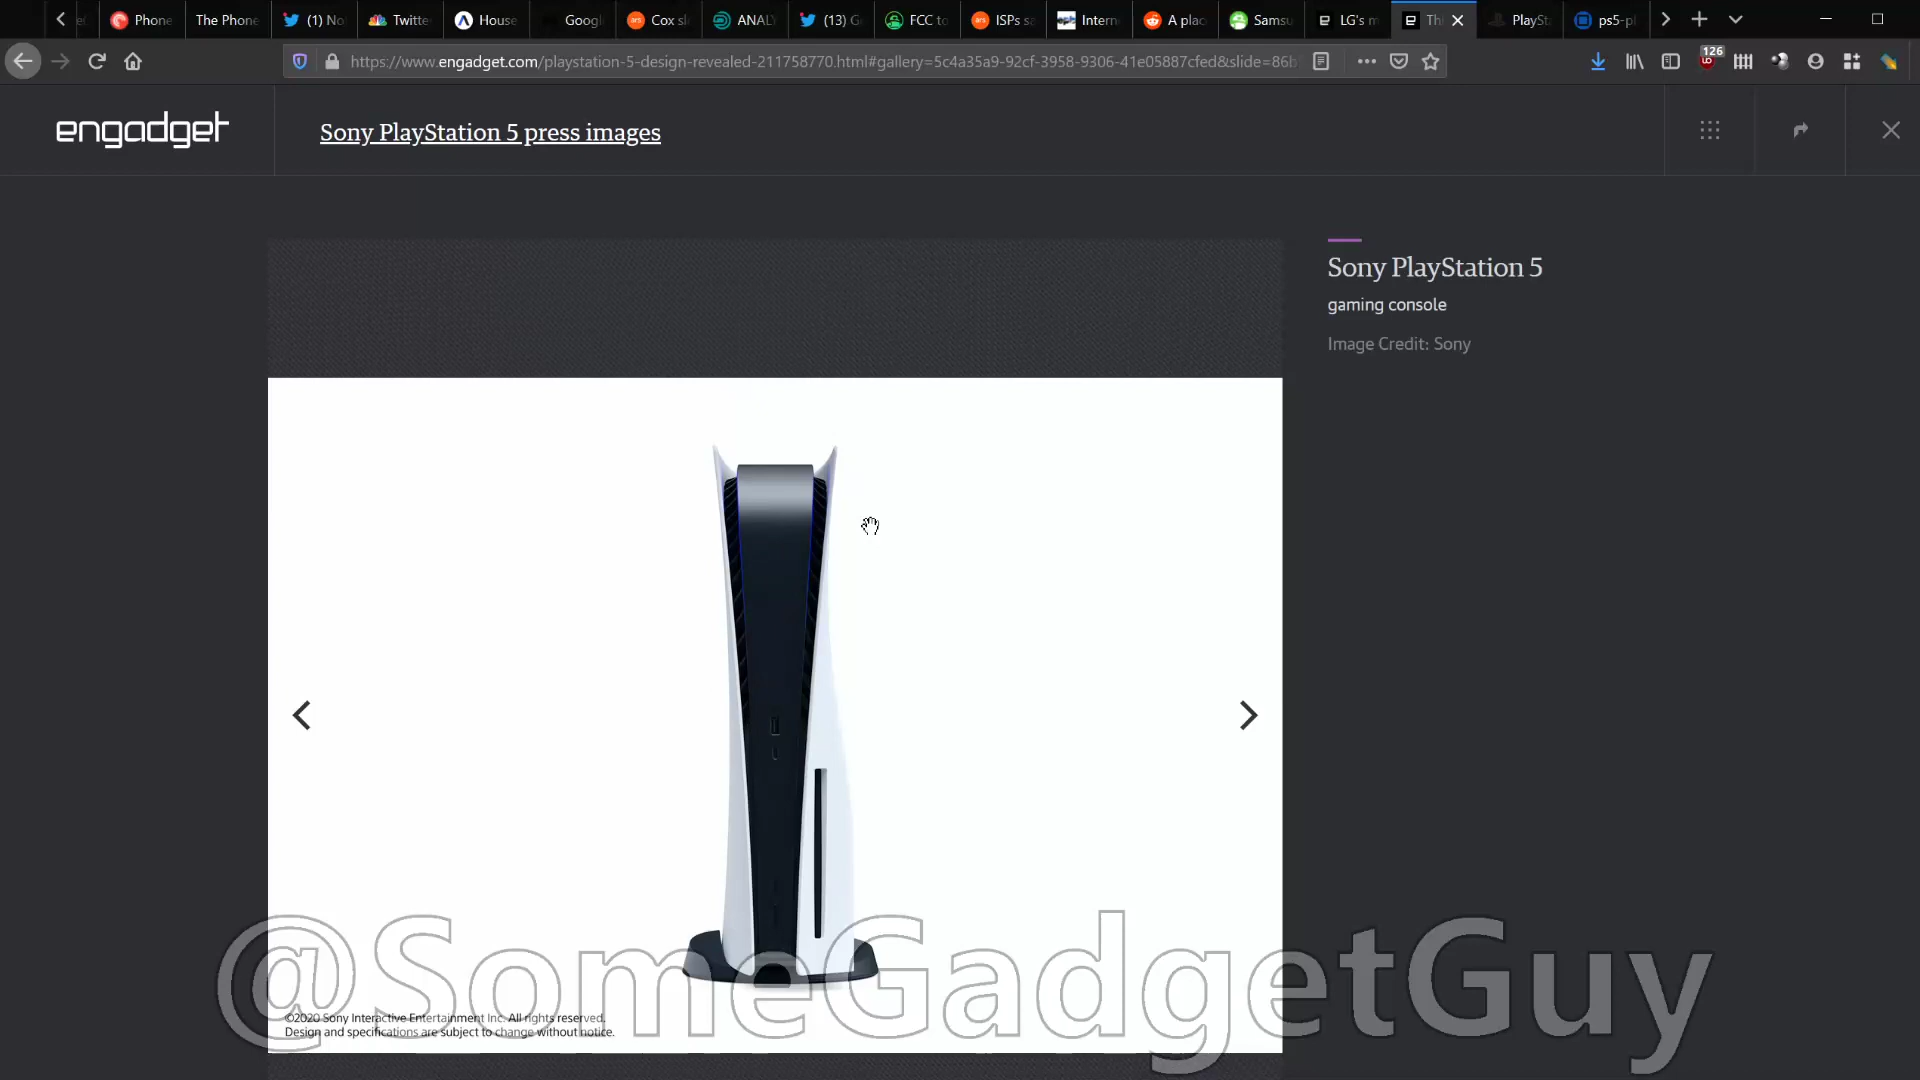 Phone
The Phone
(1) No
Twitte
House
Googl
Cox sl
ANAL
(13) G
FCC to
ISPs sa
Intern
A plac
Samsu
LG's m
Thi
PlaySta
ps5-pl
https://www.engadget.com/playstation-5-design-revealed-211758770.html#gallery=5c4a35a9-92cf-3958-9306-41e05887cfed&slide=86b
126
engadget
Sony PlayStation 5 press images
Sony PlayStation 5
gaming console
Image Credit: Sony
@SomeGadgetGuy
©2020 Sony Interactive Entertainment Inc. All rights reserved.
Design and specifications are subject to change without notice.